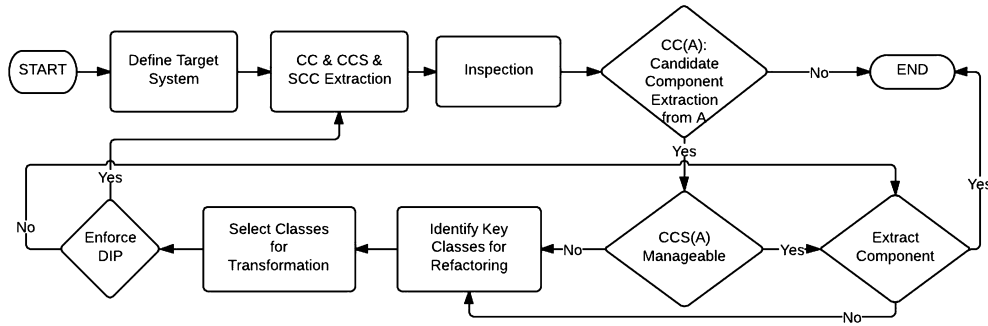 START
Define Target
System
CC & CCS &
SCC Extraction
Inspection
CC(A):
Candidate
Component
Extraction
from A
No
END
Yes
Yes
Yes
No
Enforce
DIP
Select Classes
for
Transformation
Identify Key
Classes for
Refactoring
No
CCS(A)
Manageable
Yes
Extract
Component
No